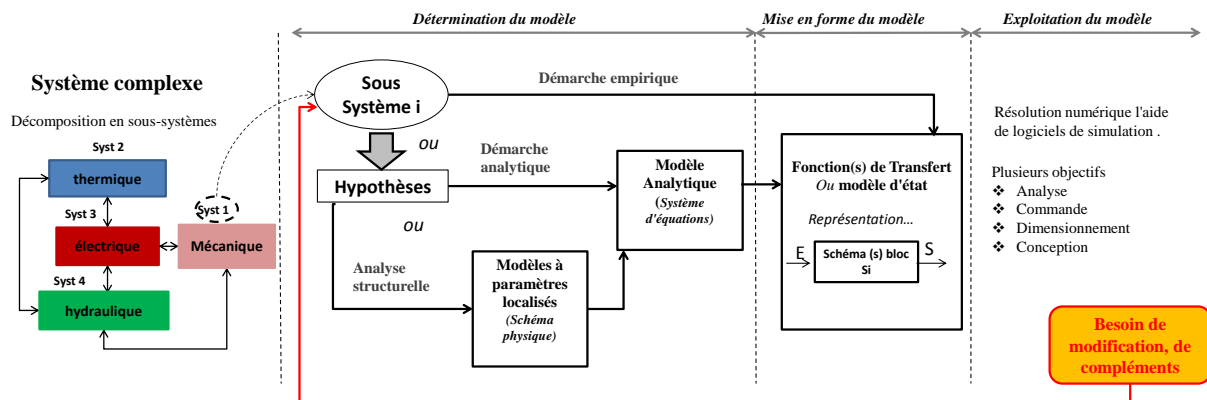 Détermination du modèle
Mise en forme du modèle
Exploitation du modèle
Système complexe
Décomposition en sous-systèmes
Syst 2
thermique
Syst 3
Syst 1
électrique
Mécanique
Syst 4
hydraulique
Sous
Système i
Démarche empirique
ou
Démarche
analytique
Hypothèses
ou
Modèle
Analytique
(Système
d'équations)
Analyse
structurelle
Modèles à
paramètres
localisés
(Schéma
physique)
Fonction(s) de Transfert
Ou modèle d'état
Représentation...
E
Schéma (s) bloc
Si
S
Résolution numérique l'aide
de logiciels de simulation .
Plusieurs objectifs
❖ Analyse
❖ Commande
❖ Dimensionnement
❖ Conception
Besoin de
modification, de
compléments